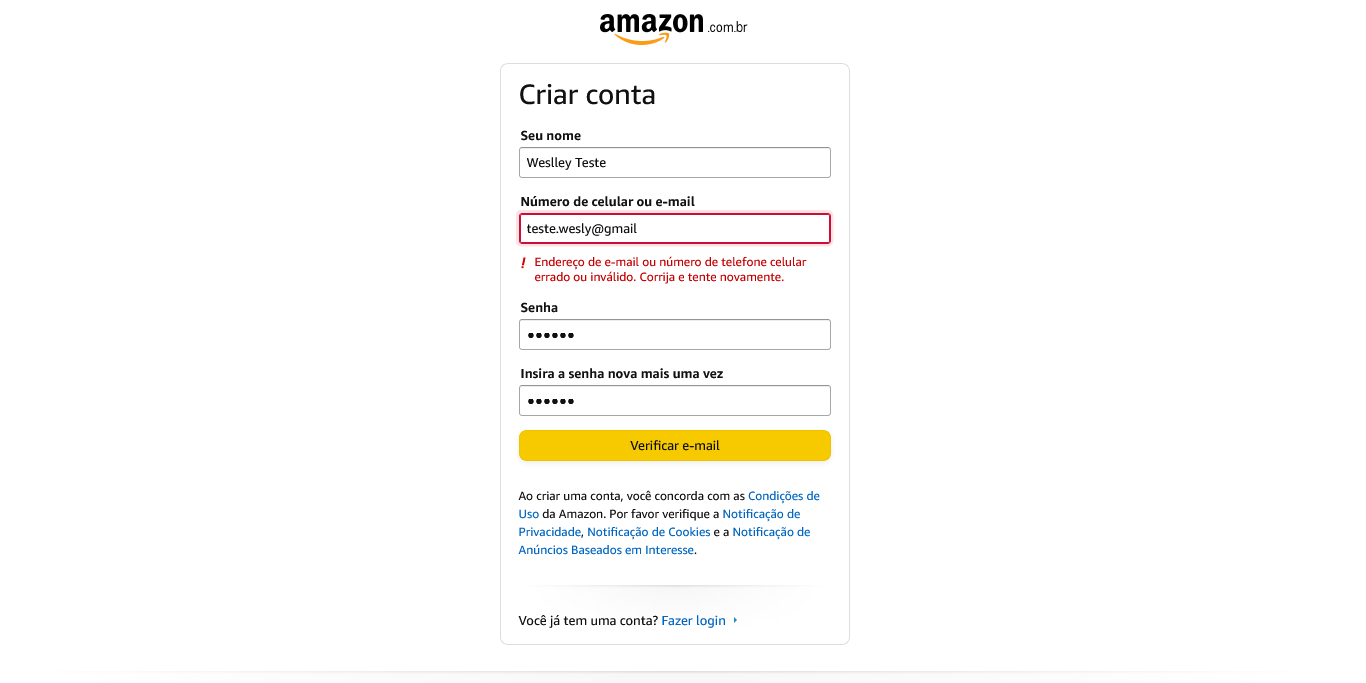 amazon.com.br
Criar conta
Seu nome
Weslley Teste
Número de celular ou e-mail
teste.wesly@gmail
! Endereço de e-mail ou número de telefone celular
errado ou inválido. Corrija e tente novamente.
Senha
••••••
Insira a senha nova mais uma vez
••••••
Verificar e-mail
Ao criar uma conta, você concorda com as Condições de
Uso da Amazon. Por favor verifique a Notificação de
Privacidade, Notificação de Cookies e a Notificação de
Anúncios Baseados em Interesse.
Você já tem uma conta? Fazer login